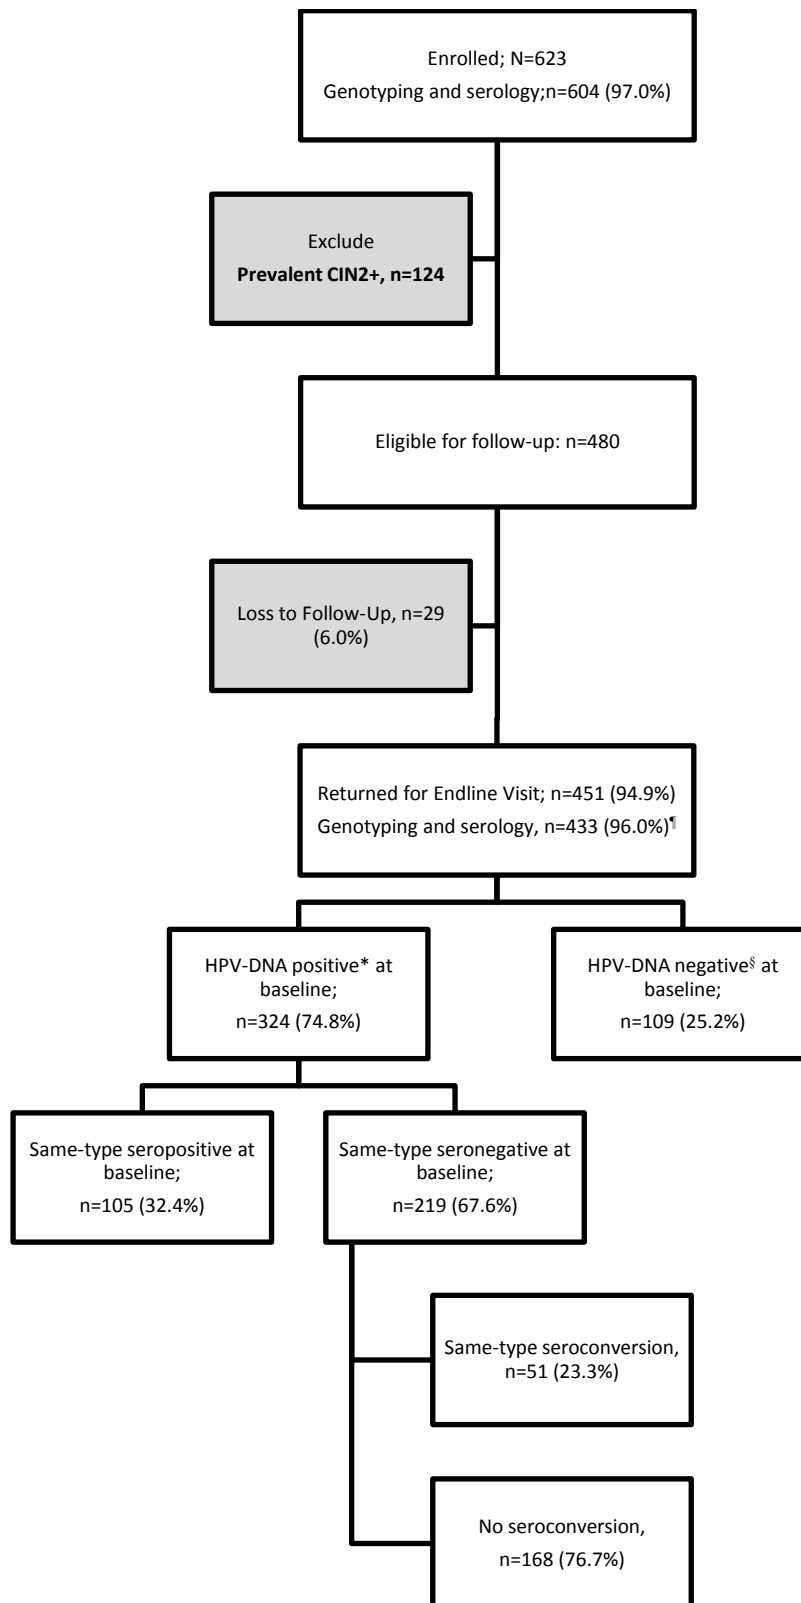 Enrolled; N=623
Genotyping and serology;n=604 (97.0%)
Exclude
Prevalent CIN2+, n=124
Eligible for follow-up: n=480
Loss to Follow-Up, n=29
(6.0%)
Returned for Endline Visit; n=451 (94.9%)
Genotyping and serology, n=433 (96.0%)¶
HPV-DNA positive* at
baseline;
n=324 (74.8%)
HPV-DNA negative§ at
baseline;
n=109 (25.2%)
Same-type seropositive at
baseline;
n=105 (32.4%)
Same-type seronegative at
baseline;
n=219 (67.6%)
Same-type seroconversion,
n=51 (23.3%)
No seroconversion,
n=168 (76.7%)